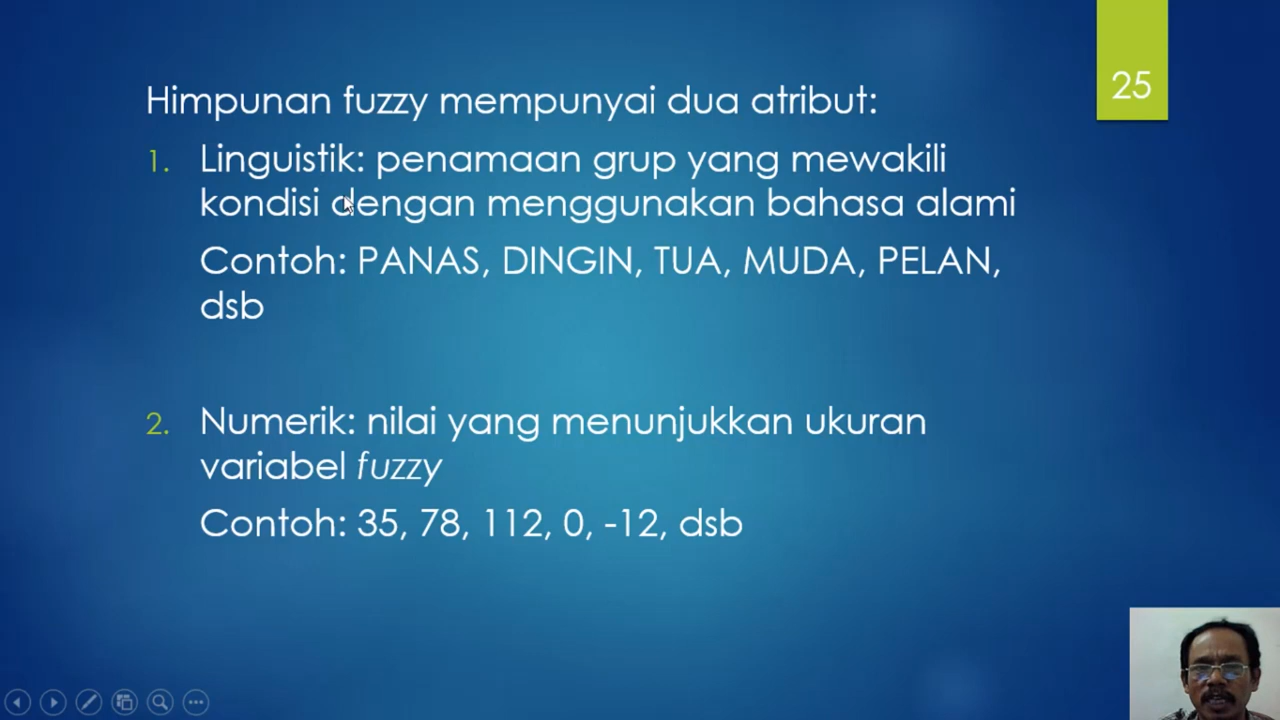 25
Himpunan fuzzy mempunyai dua atribut:
1. Linguistik: penamaan grup yang mewakili
kondisi dengan menggunakan bahasa alami
Contoh: PANAS, DINGIN, TUA, MUDA, PELAN,
dsb
2. Numerik: nilai yang menunjukkan ukuran
variabel fuzzy
Contoh: 35, 78, 112, 0, -12, dsb